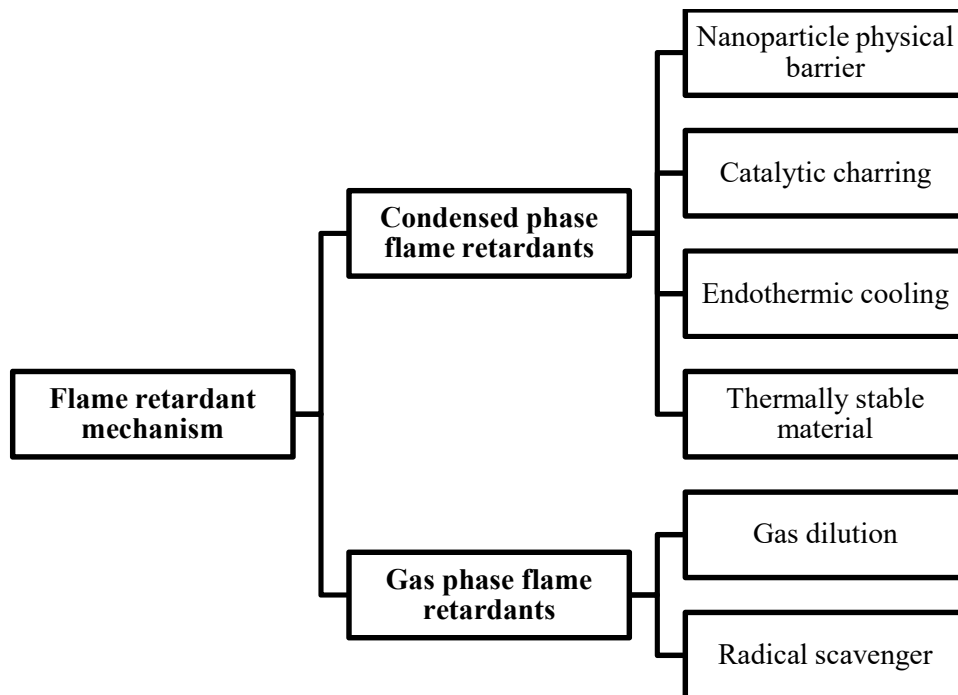 Nanoparticle physical
barrier
Catalytic charring
Condensed phase
flame retardants
Endothermic cooling
Flame retardant
mechanism
Thermally stable
material
Gas dilution
Gas phase flame
retardants
Radical scavenger